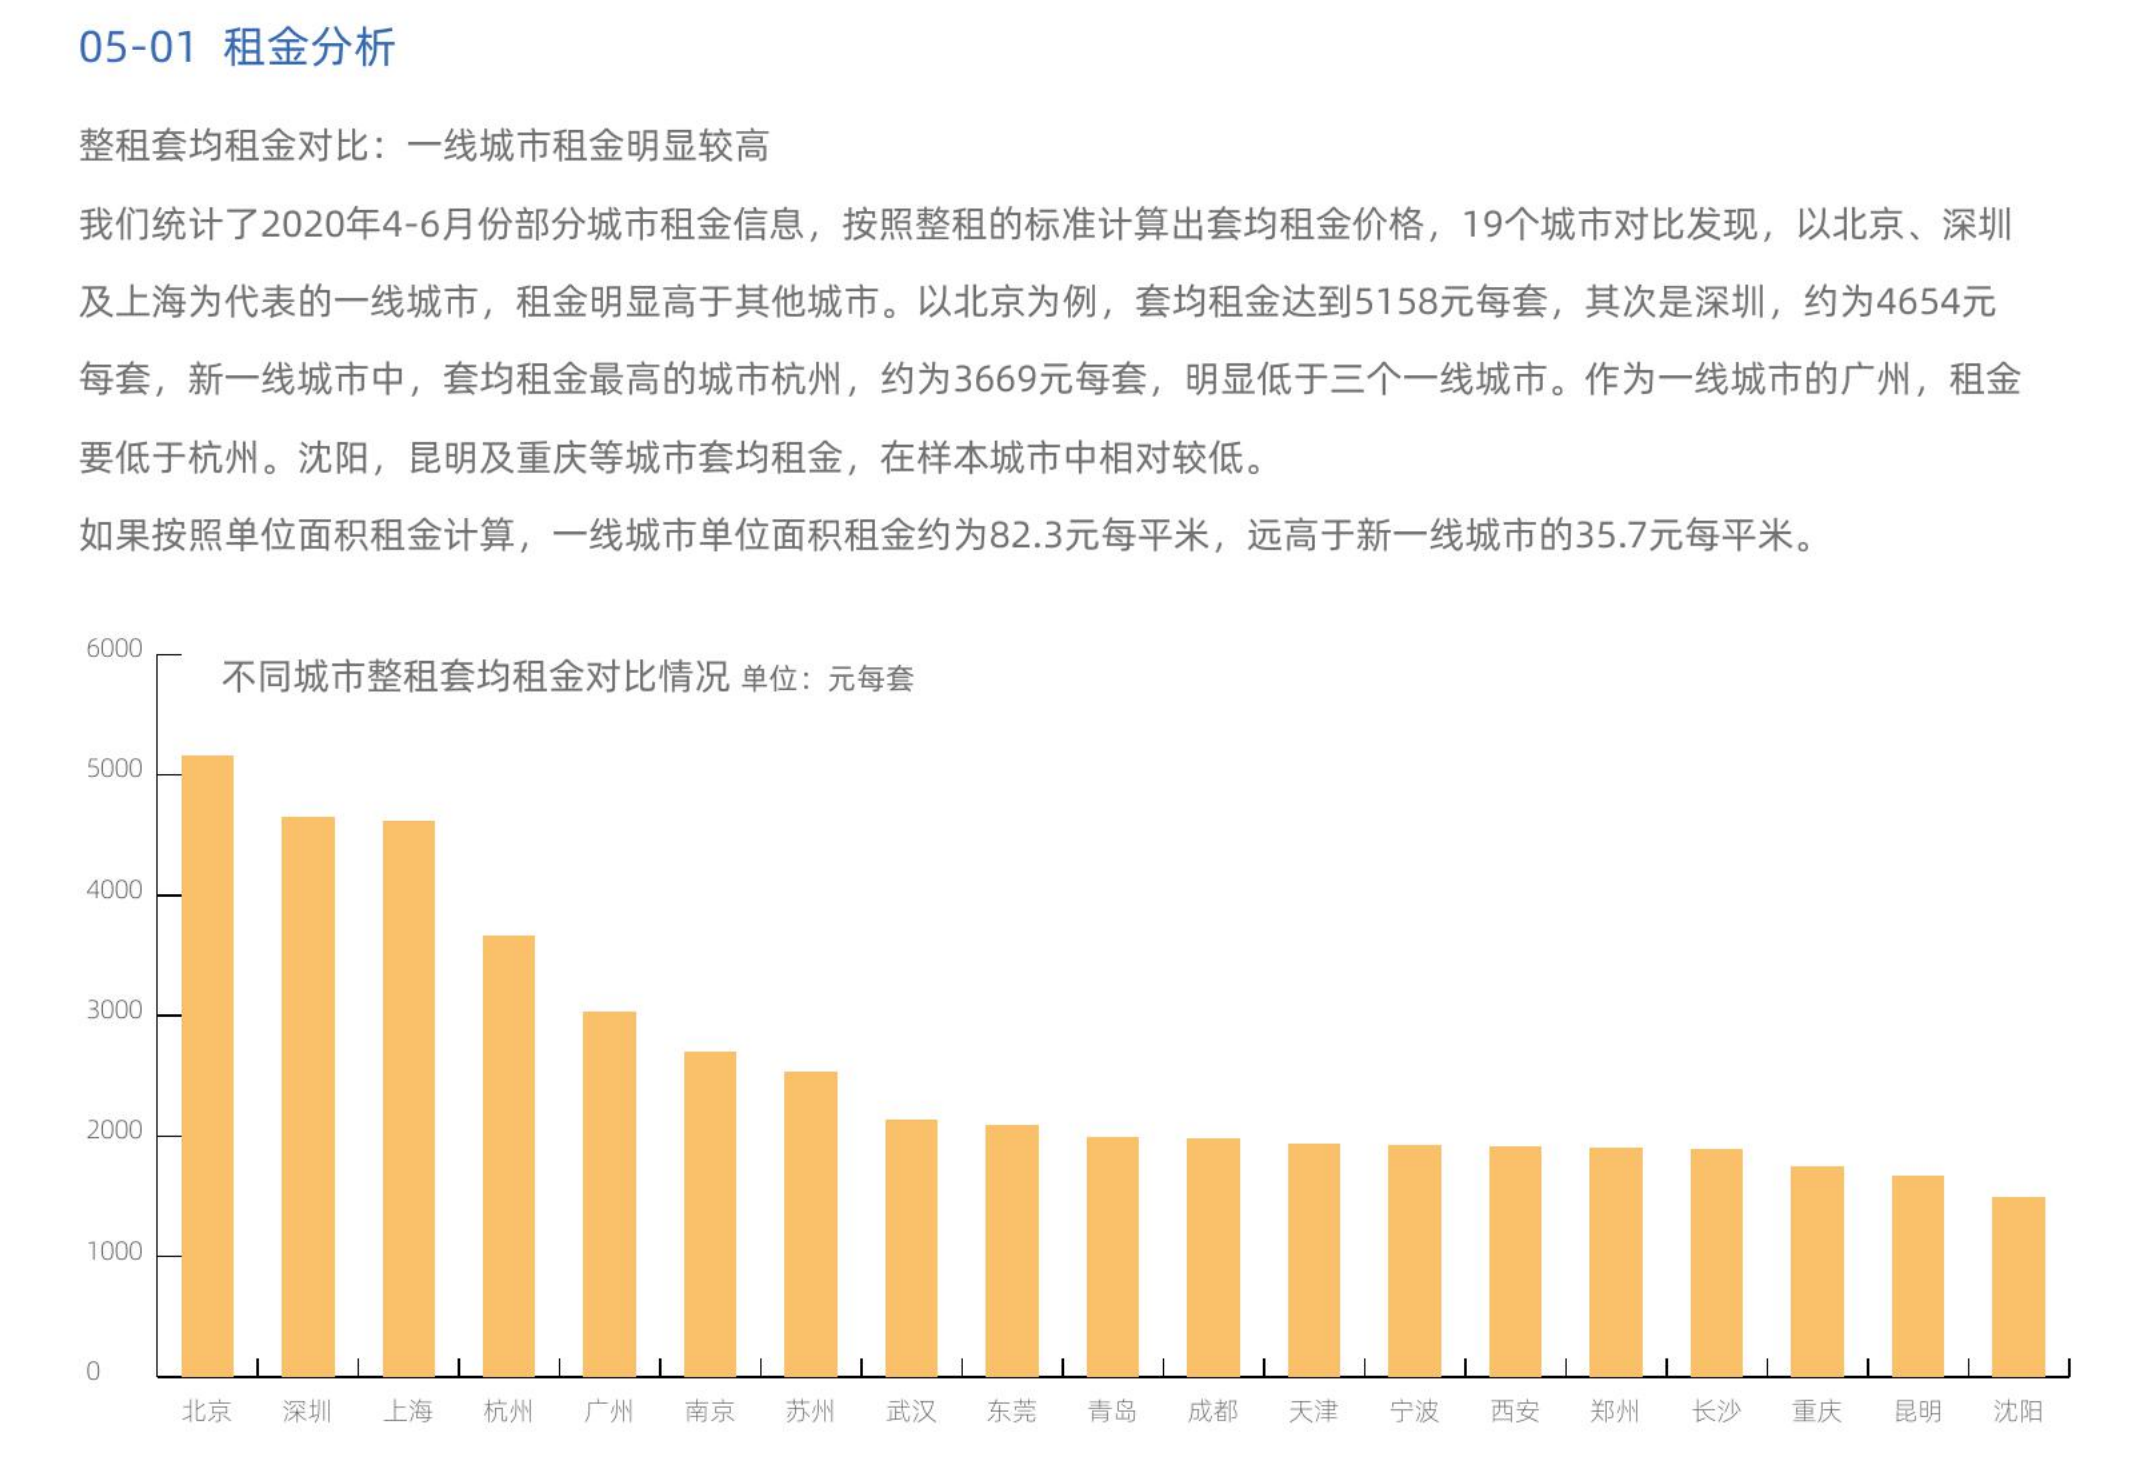 05-01 租金分析
整租套均租金对比：一线城市租金明显较高
我们统计了2020年4-6月份部分城市租金信息，按照整租的标准计算出套均租金价格，19个城市对比发现，以北京、深圳
及上海为代表的一线城市，租金明显高于其他城市。以北京为例，套均租金达到5158元每套，其次是深圳，约为4654元
每套，新一线城市中，套均租金最高的城市杭州，约为3669元每套，明显低于三个一线城市。作为一线城市的广州，租金
要低于杭州。沈阳，昆明及重庆等城市套均租金，在样本城市中相对较低。
如果按照单位面积租金计算，一线城市单位面积租金约为82.3元每平米，远高于新一线城市的35.7元每平米。
不同城市整租套均租金对比情况 单位：元每套
6000
5000
4000
3000
2000
1000
0
北京 深圳 上海 杭州 广州 南京 苏州 武汉 东莞 青岛 成都 天津 宁波 西安 郑州 长沙 重庆 昆明 沈阳